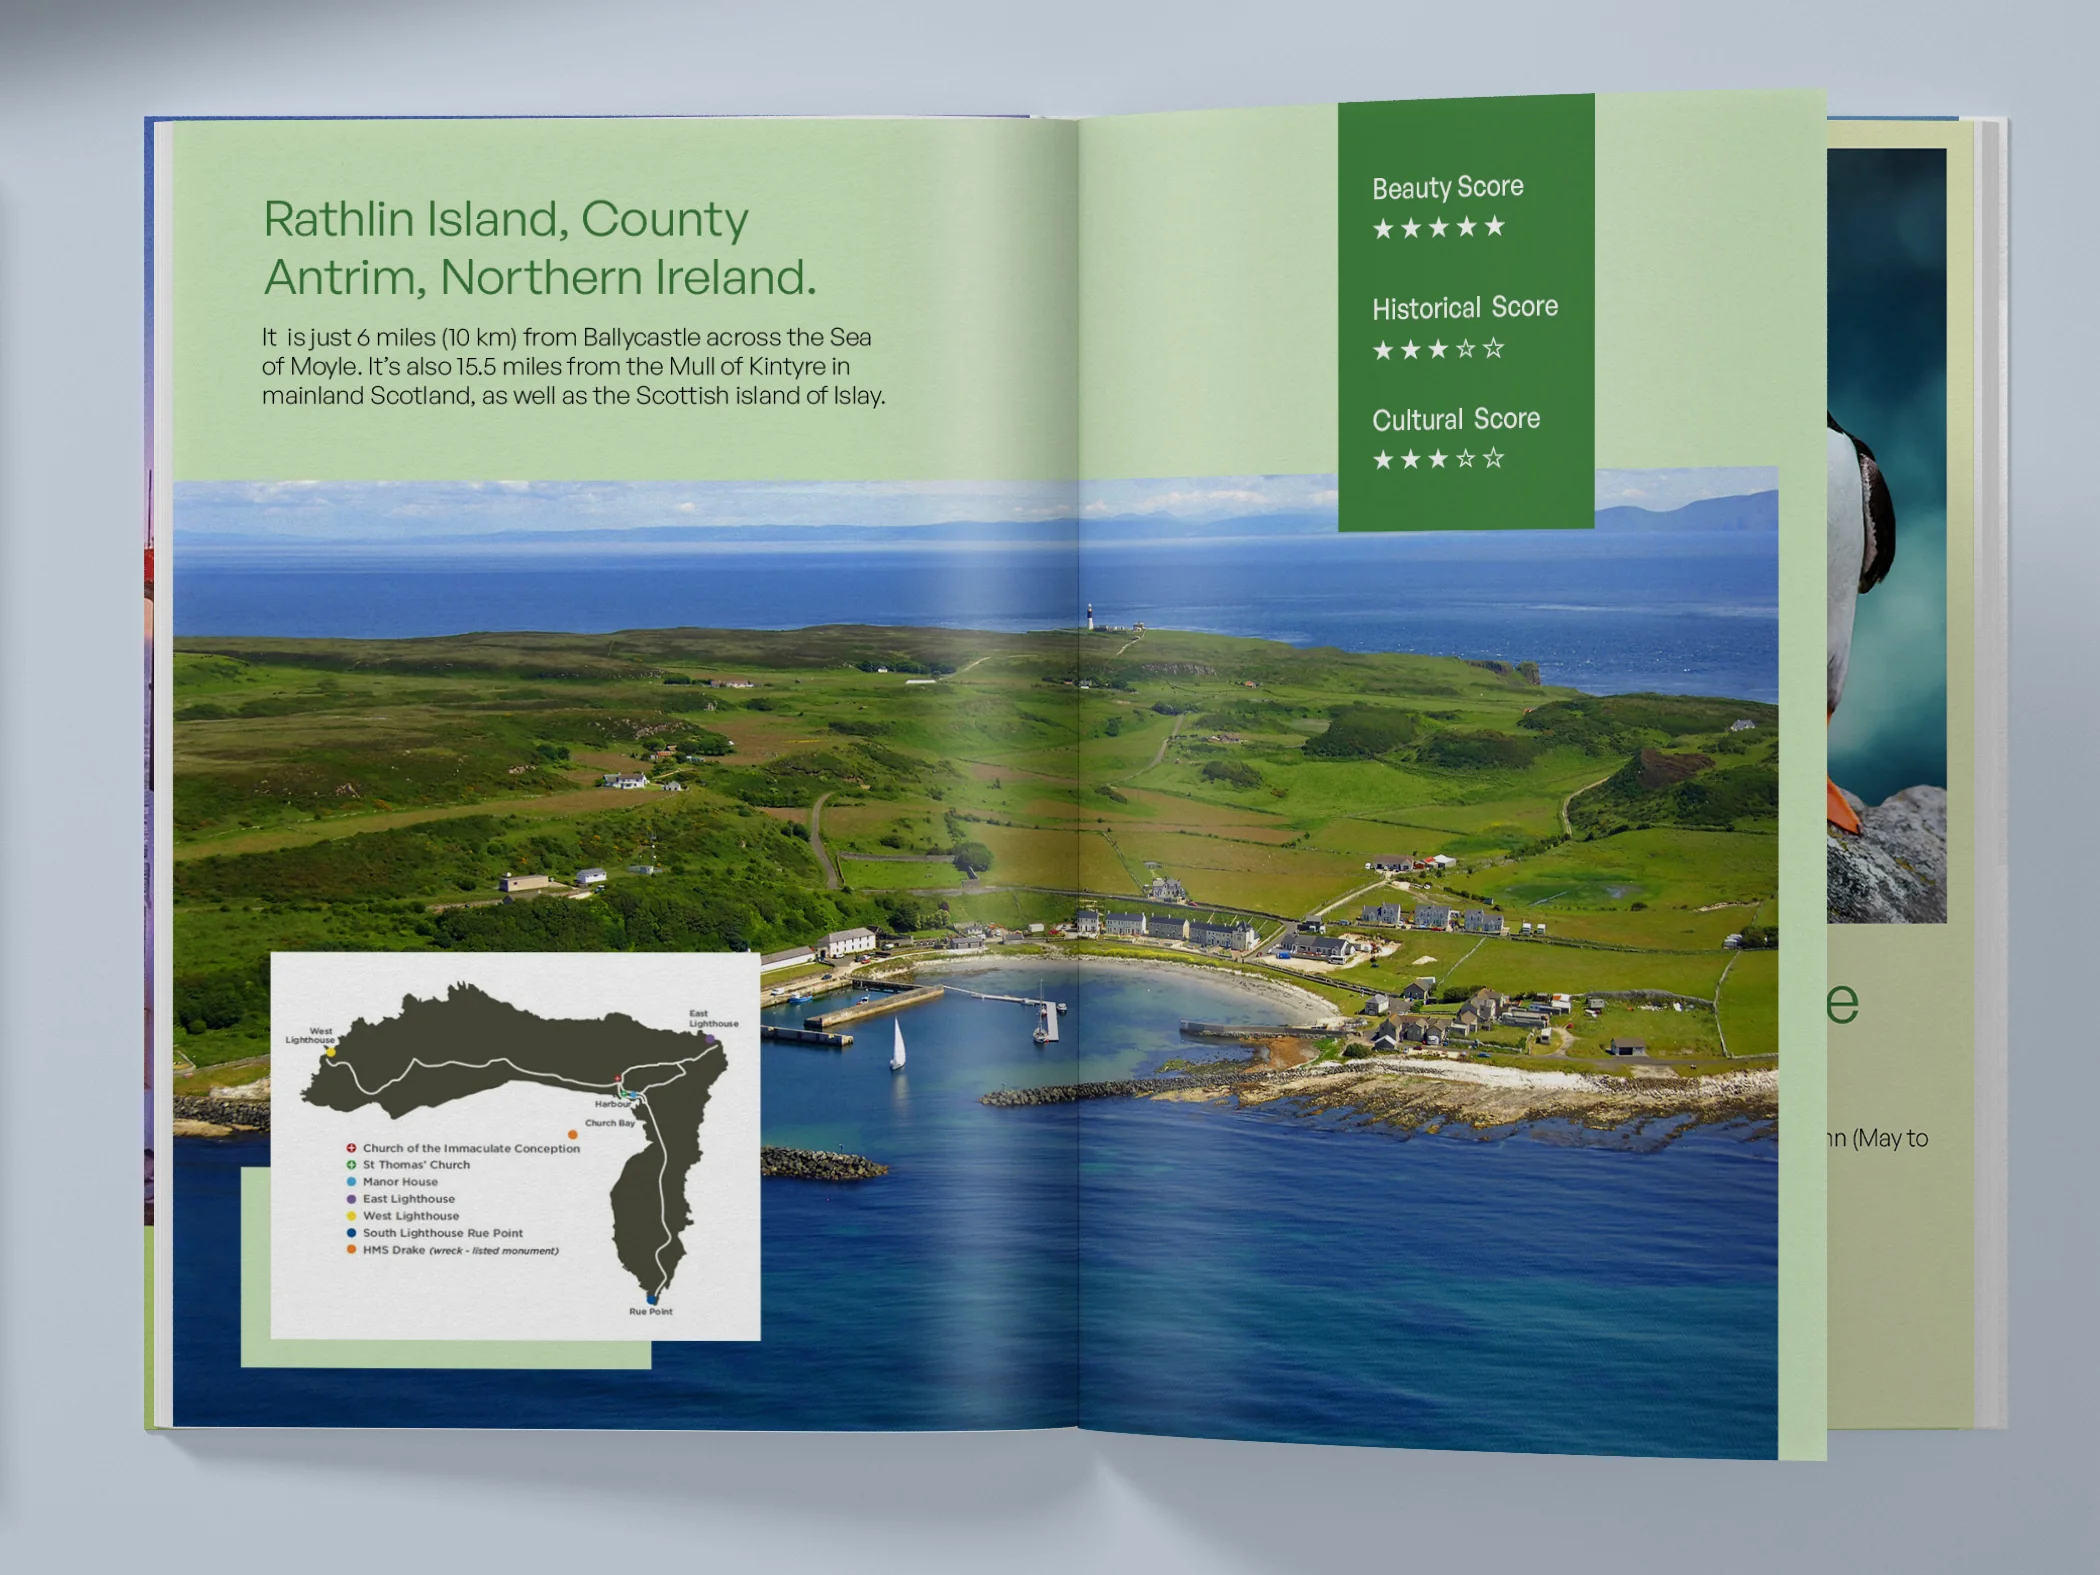 Rathlin Island, County
Antrim, Northern Ireland.
It is just 6 miles (10 km) from Ballycastle across the Sea
of Moyle. It's also 15.5 miles from the Mull of Kintyre in
mainland Scotland, as well as the Scottish island of Islay.
Beauty Score
★★★★★
Historical Score
★★★☆☆
Cultural Score
★★★☆☆
West
Lighthouse
East
Lighthouse
Harbour
Church Bay
Church of the Immaculate Conception
St Thomas' Church
Manor House
East Lighthouse
West Lighthouse
South Lighthouse Rue Point
HMS Drake (wreck - listed monument)
Rue Point
e
(May to